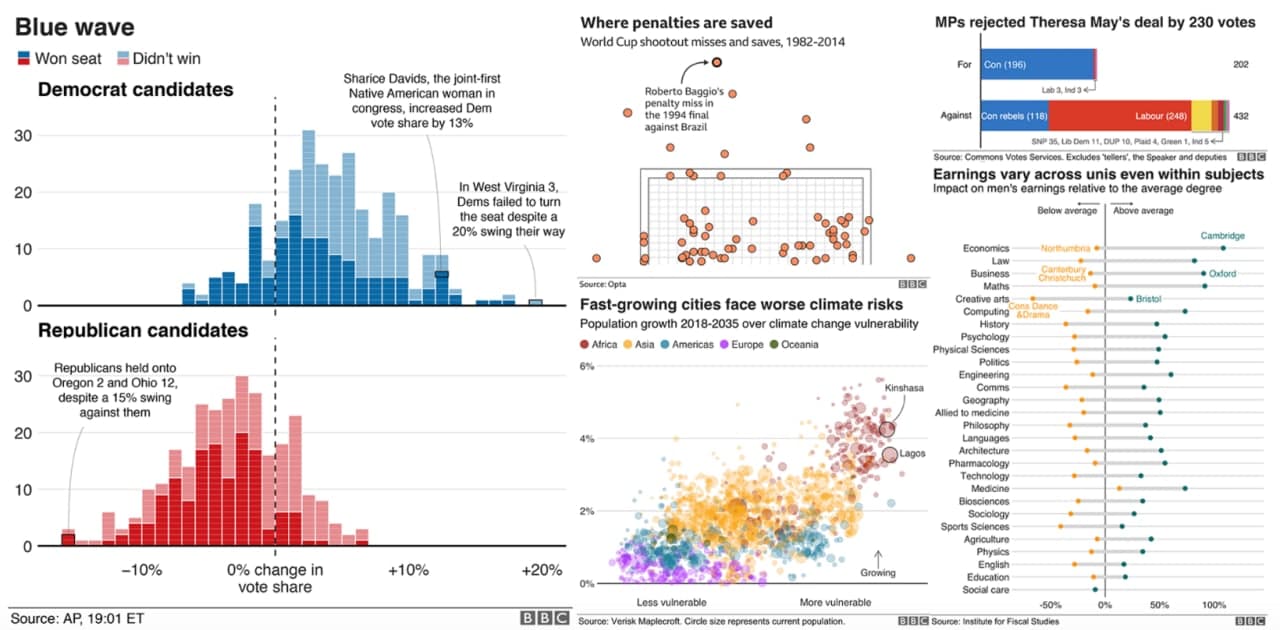 Blue wave
Won seat
Didn't win
Democrat candidates
Sharice Davids, the joint-first
Native American woman in
congress, increased Dem
vote share by 13%
In West Virginia 3,
Dems failed to turn
the seat despite a
20% swing their way
30
20
10
0
Republican candidates
Republicans held onto
Oregon 2 and Ohio 12,
despite a 15% swing
against them
30
20
10
0
−10%
0% change in
vote share
+10%
+20%
Source: AP, 19:01 ET
BBC
Where penalties are saved
World Cup shootout misses and saves, 1982-2014
Roberto Baggio's
penalty miss in
the 1994 final
against Brazil
Source: Opta
BBC
Fast-growing cities face worse climate risks
Population growth 2018-2035 over climate change vulnerability
Africa
Asia
Americas
Europe
Oceania
6%
Kinshasa
4%
Lagos
2%
Growing
0%
Less vulnerable
More vulnerable
Source: Verisk Maplecroft. Circle size represents current population.
BBC
MPs rejected Theresa May's deal by 230 votes
For
Con (196)
202
Lab 3, Ind 3
Against
Con rebels (118)
Labour (248)
432
SNP 35, Lib Dem 11, DUP 10, Plaid 4, Green 1, Ind 5
Source: Commons Votes Services. Excludes 'tellers', the Speaker and deputies
BBC
Earnings vary across unis even within subjects
Impact on men's earnings relative to the average degree
Below average
Above average
Cambridge
Economics
Northumbria
Law
Business
Canterbury
Christchuch
Oxford
Maths
Creative arts
Cons Dance
&Drama
Bristol
Computing
History
Psychology
Physical Sciences
Politics
Engineering
Comms
Geography
Allied to medicine
Philosophy
Languages
Architecture
Pharmacology
Technology
Medicine
Biosciences
Sociology
Sports Sciences
Agriculture
Physics
English
Education
Social care
-50%
0%
50%
100%
Source: Institute for Fiscal Studies
BBC